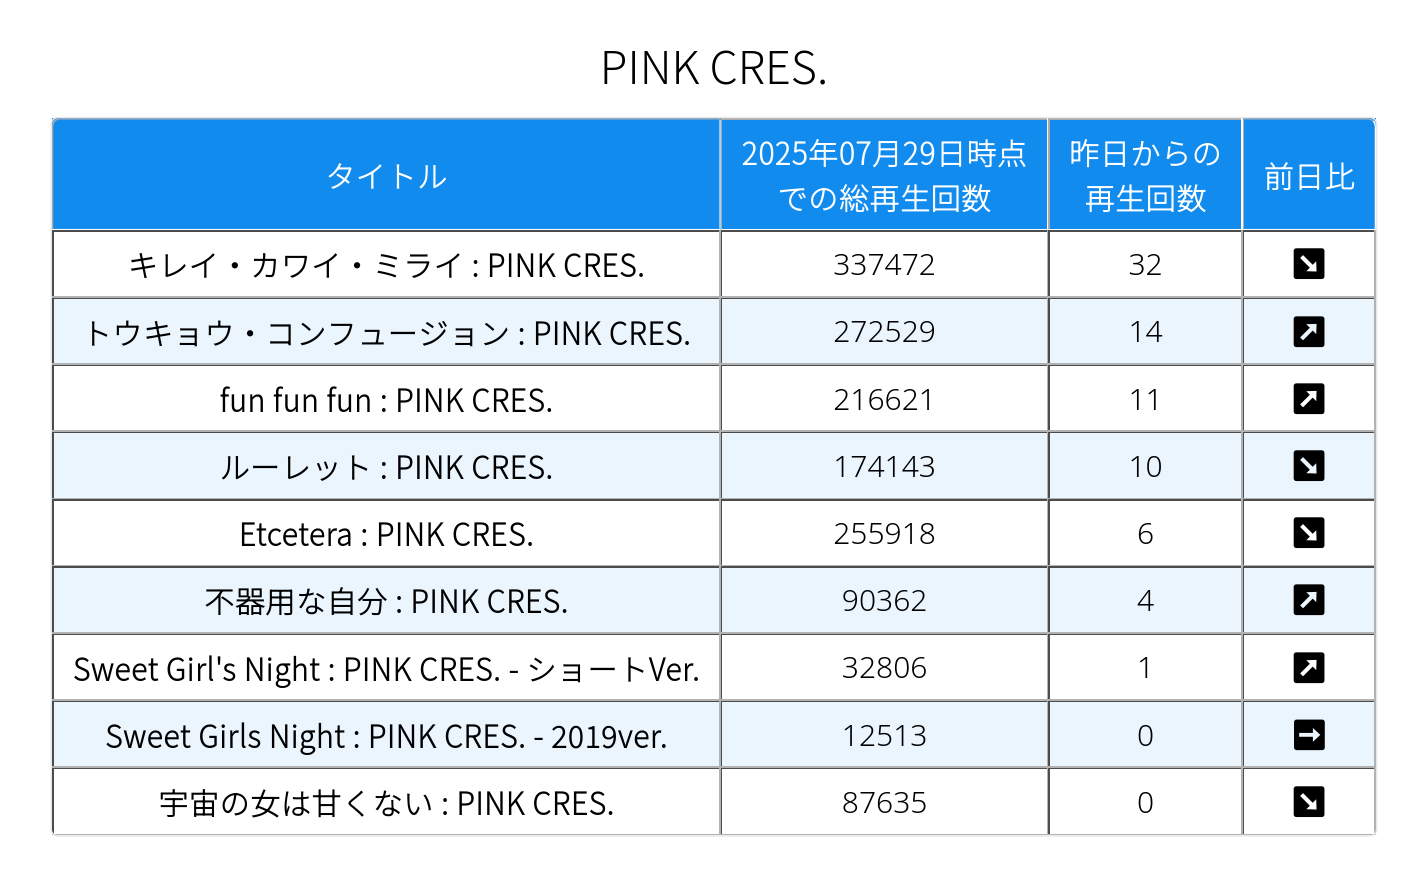 PINK CRES.
タイトル
2025年07月29日時点
での総再生回数
昨日からの
再生回数
前日比
キレイ・カワイ・ミライ : PINK CRES. 337472 32
トウキョウ・コンフュージョン : PINK CRES. 272529 14
fun fun fun : PINK CRES. 216621 11
ルーレット : PINK CRES. 174143 10
Etcetera : PINK CRES. 255918 6
不器用な自分 : PINK CRES. 90362 4
Sweet Girl's Night : PINK CRES. - ショートVer. 32806 1
Sweet Girls Night : PINK CRES. - 2019ver. 12513 0
宇宙の女は甘くない : PINK CRES. 87635 0